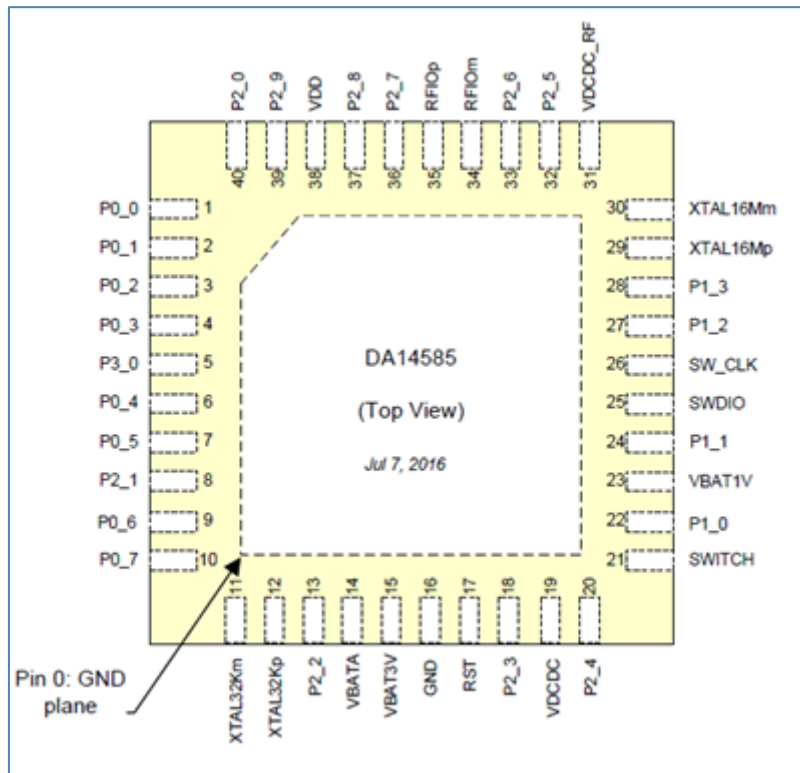 P2_0
P2_9
VDD
P2_8
P2_7
RFIOp
RFIOm
P2_6
P2_5
VDCDC_RF
40
39
38
37
36
35
34
33
32
31
P0_0 1
P0_1 2
P0_2 3
P0_3 4
P3_0 5
P0_4 6
P0_5 7
P2_1 8
P0_6 9
P0_7 10
30 XTAL16Mm
29 XTAL16Mp
28 P1_3
27 P1_2
26 SW_CLK
25 SWDIO
24 P1_1
23 VBAT1V
22 P1_0
21 SWITCH
DA14585
(Top View)
Jul 7, 2016
11
12
13
14
15
16
17
18
19
20
XTAL32Km
XTAL32Kp
P2_2
VBATA
VBAT3V
GND
RST
P2_3
VDCDC
P2_4
Pin 0: GND
plane